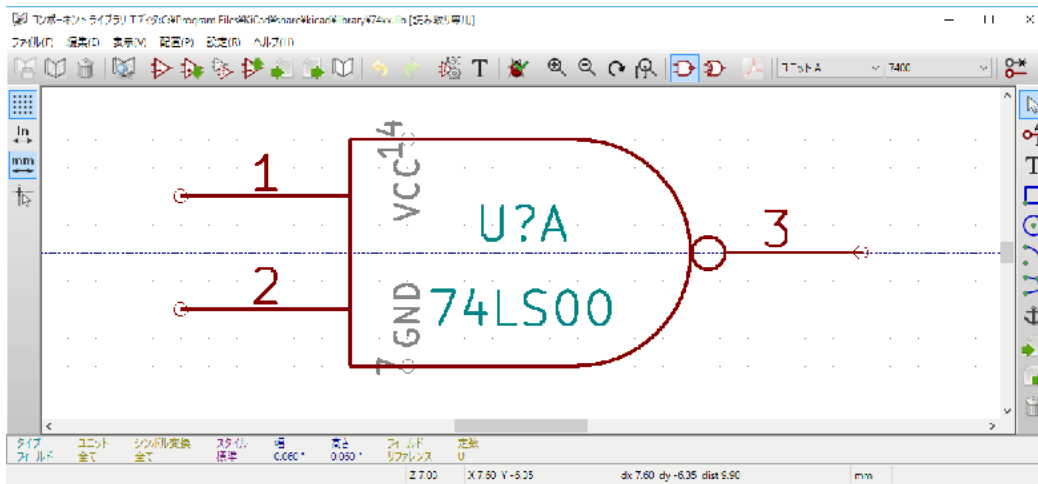 コンポーネントライブラリ エディタ: C:¥Program Files¥KiCad¥share¥kicad¥library¥74xx.lib [読み取り専用]
ファイル(F) 編集(E) 表示(V) 配置(P) 設定(R) ヘルプ(H)
T ユニット A 7400
In
mm
T
14
VCC
1
U?A
3
2
GND
74LS00
7
タイプ ユニット シンボル変換 スタイル 幅 高さ フィールド 定数
フィールド 全て 全て 標準 0.060 " 0.060 " リファレンス U
Z 7.00 X 7.60 Y -6.35 dx 7.60 dy -6.35 dist 9.90 mm